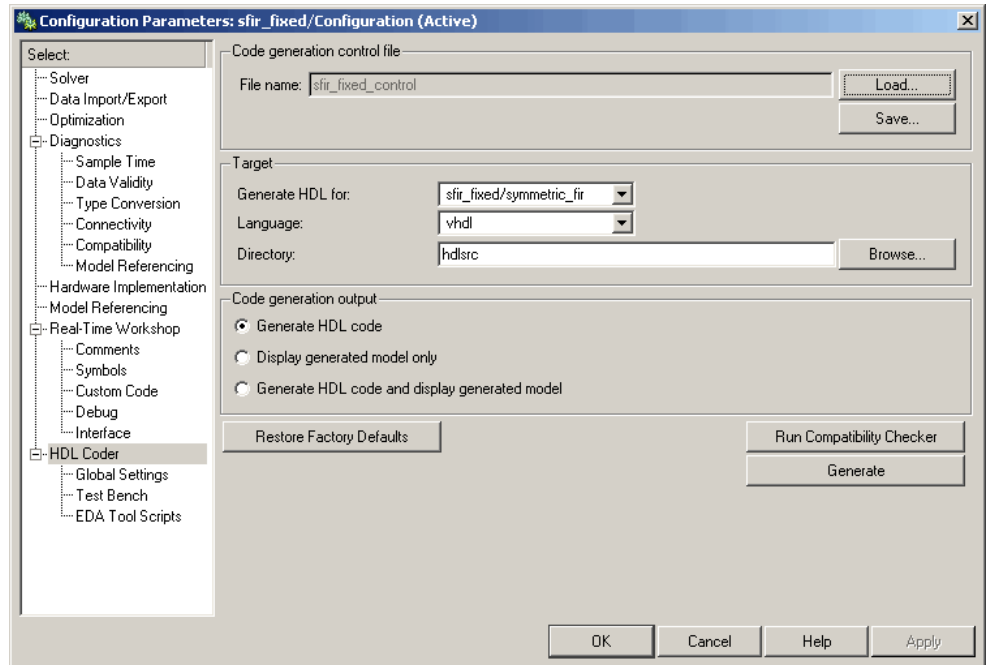 Configuration Parameters: sfir_fixed/Configuration (Active)
Select:
Solver
Data Import/Export
Optimization
Diagnostics
Sample Time
Data Validity
Type Conversion
Connectivity
Compatibility
Model Referencing
Hardware Implementation
Model Referencing
Real-Time Workshop
Comments
Symbols
Custom Code
Debug
Interface
HDL Coder
Global Settings
Test Bench
EDA Tool Scripts
Code generation control file
File name: sfir_fixed_control Load...
Save...
Target
Generate HDL for: sfir_fixed/symmetric_fir
Language: vhdl
Directory: hdlsrc Browse...
Code generation output
Generate HDL code
Display generated model only
Generate HDL code and display generated model
Restore Factory Defaults Run Compatibility Checker
Generate
OK Cancel Help Apply